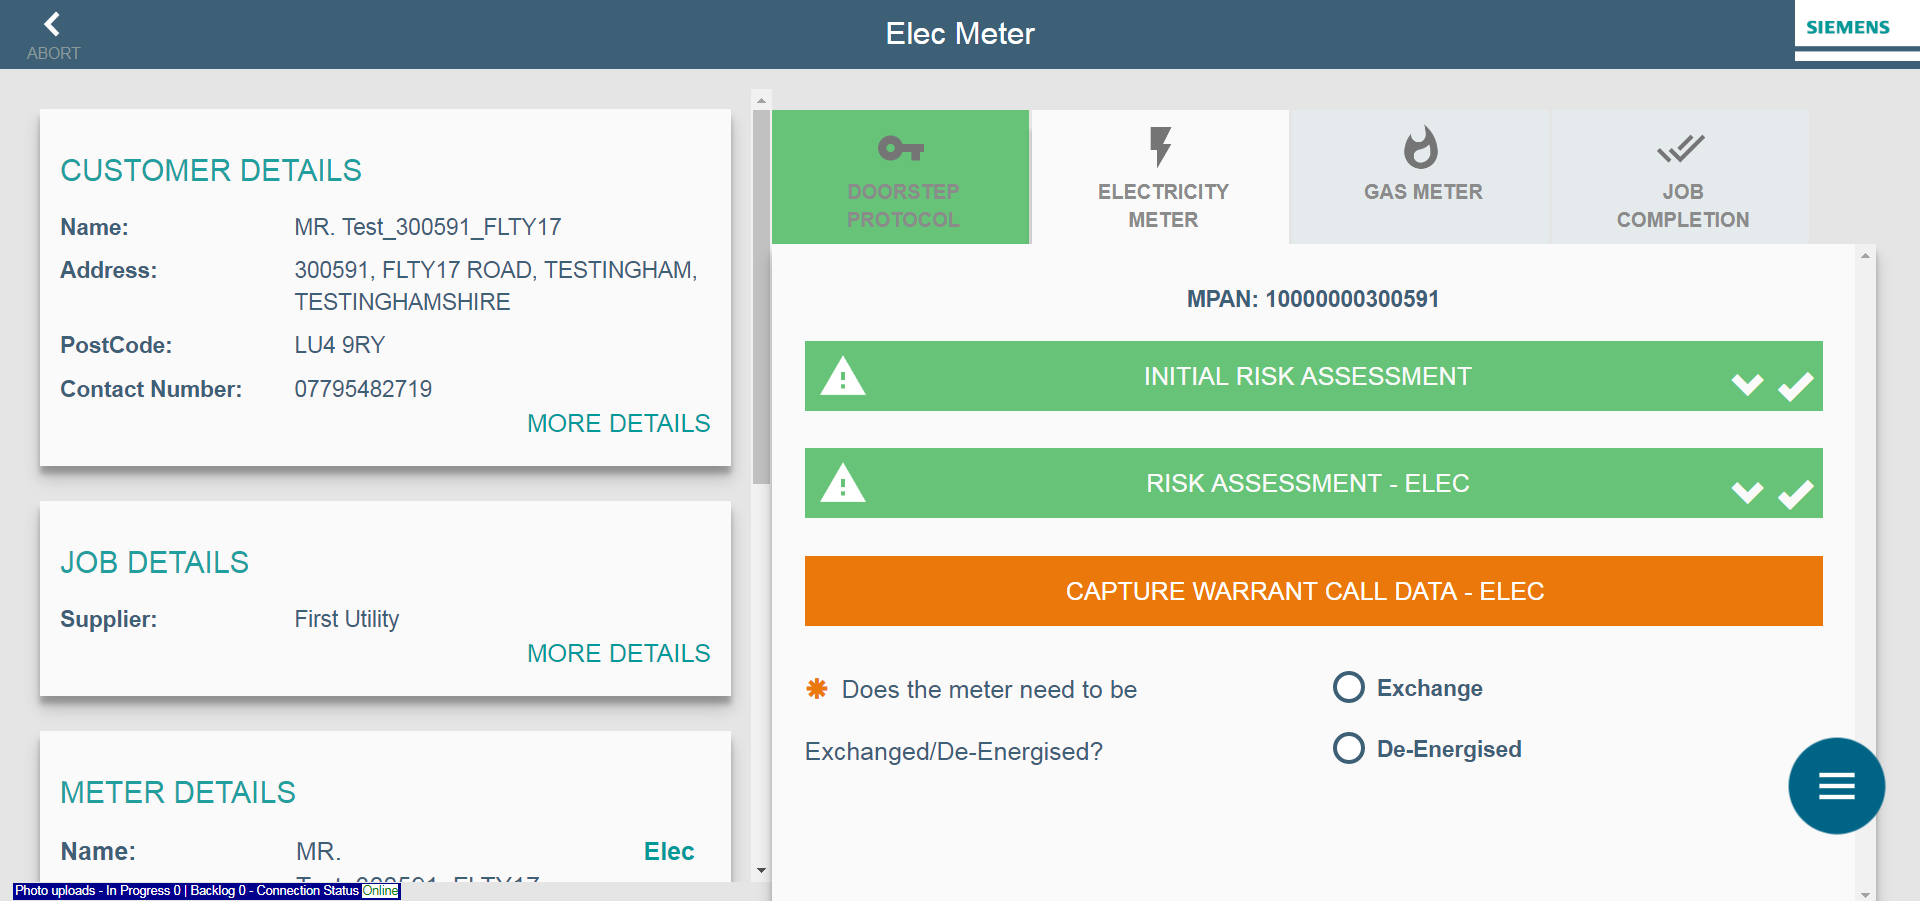 ABORT
Elec Meter
SIEMENS
CUSTOMER DETAILS
Name: MR. Test_300591_FLTY17
Address: 300591, FLTY17 ROAD, TESTINGHAM,
TESTINGHAMSHIRE
PostCode: LU4 9RY
Contact Number: 07795482719
MORE DETAILS
JOB DETAILS
Supplier: First Utility
MORE DETAILS
METER DETAILS
Name: MR. Elec
Test_300591_FLTY17
Photo uploads - In Progress 0 | Backlog 0 - Connection Status Online
DOORSTEP
PROTOCOL
ELECTRICITY
METER
GAS METER
JOB
COMPLETION
MPAN: 10000000300591
INITIAL RISK ASSESSMENT
RISK ASSESSMENT - ELEC
CAPTURE WARRANT CALL DATA - ELEC
Does the meter need to be
Exchanged/De-Energised?
Exchange
De-Energised